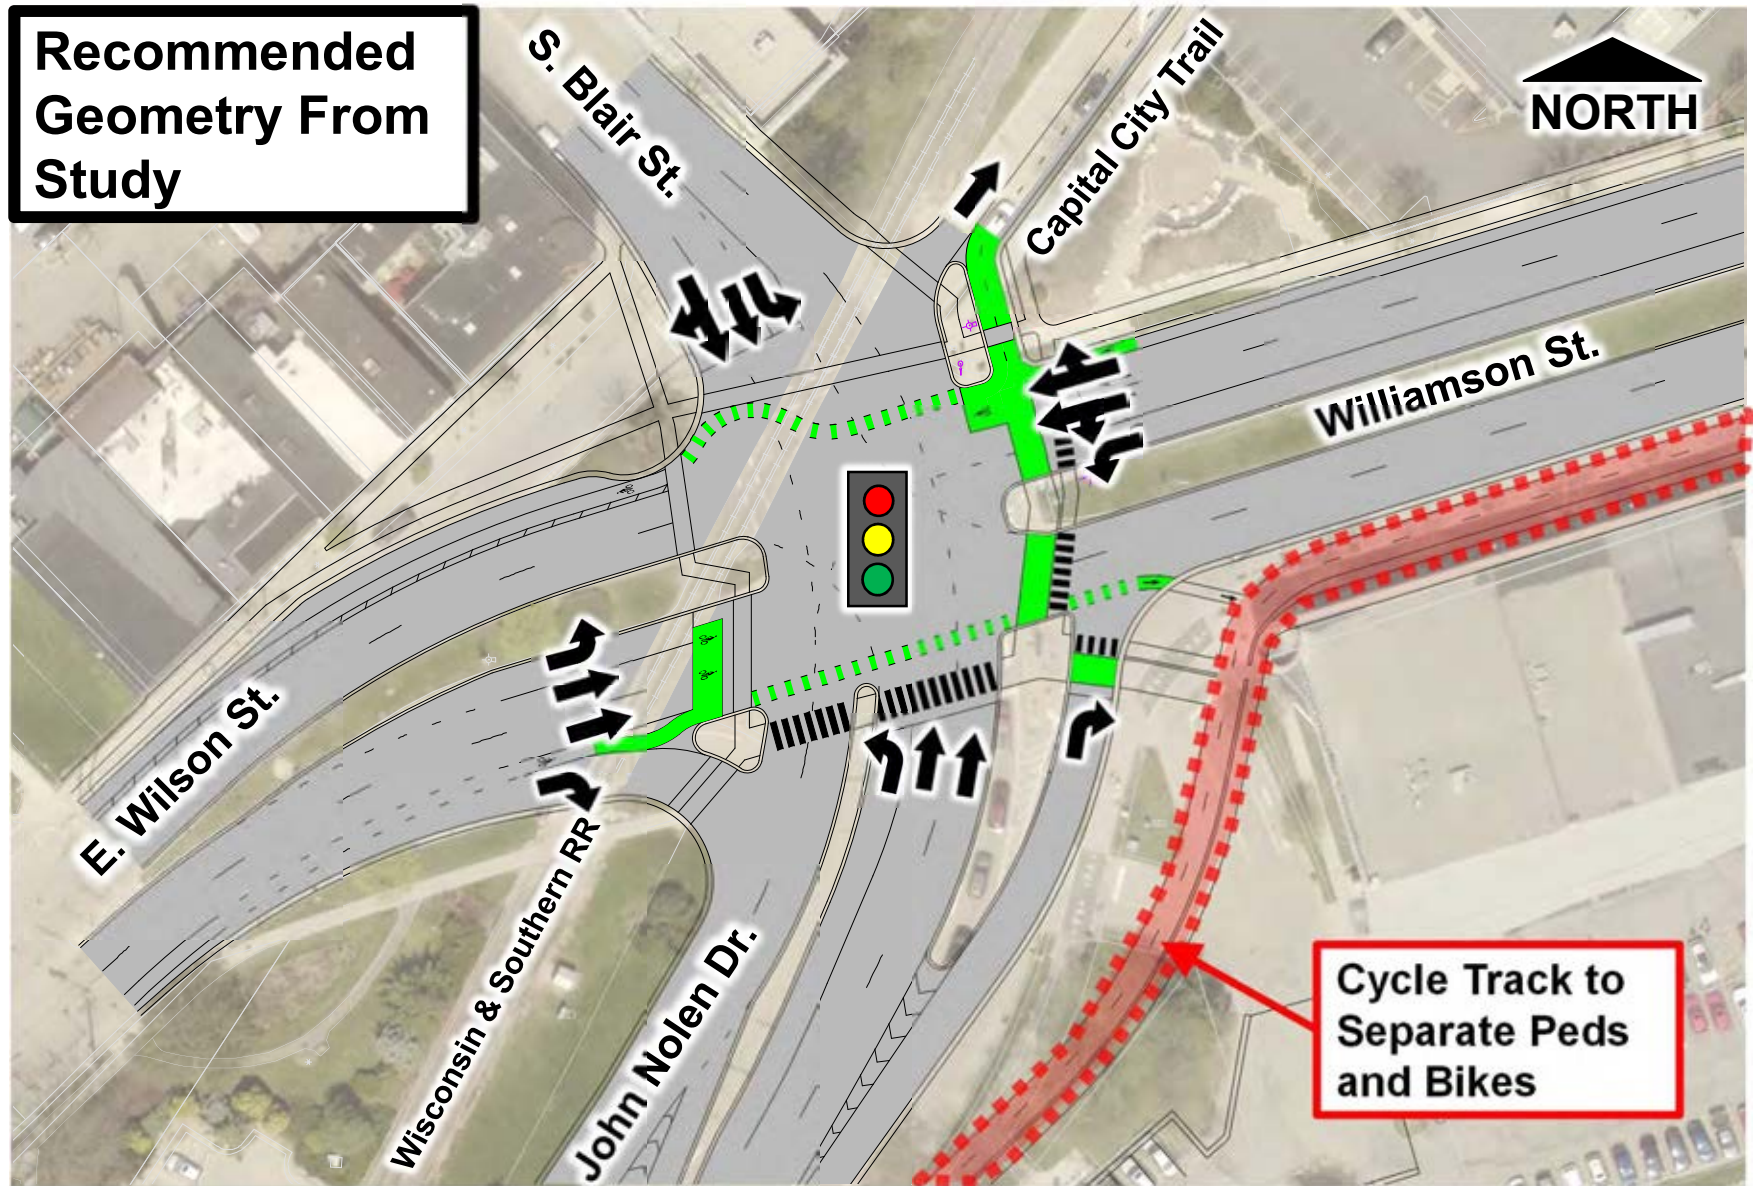 Recommended
Geometry From
Study
S. Blair St.
Capital City Trail
NORTH
Williamson St.
E. Wilson St.
Wisconsin & Southern RR
John Nolen Dr.
Cycle Track to
Separate Peds
and Bikes